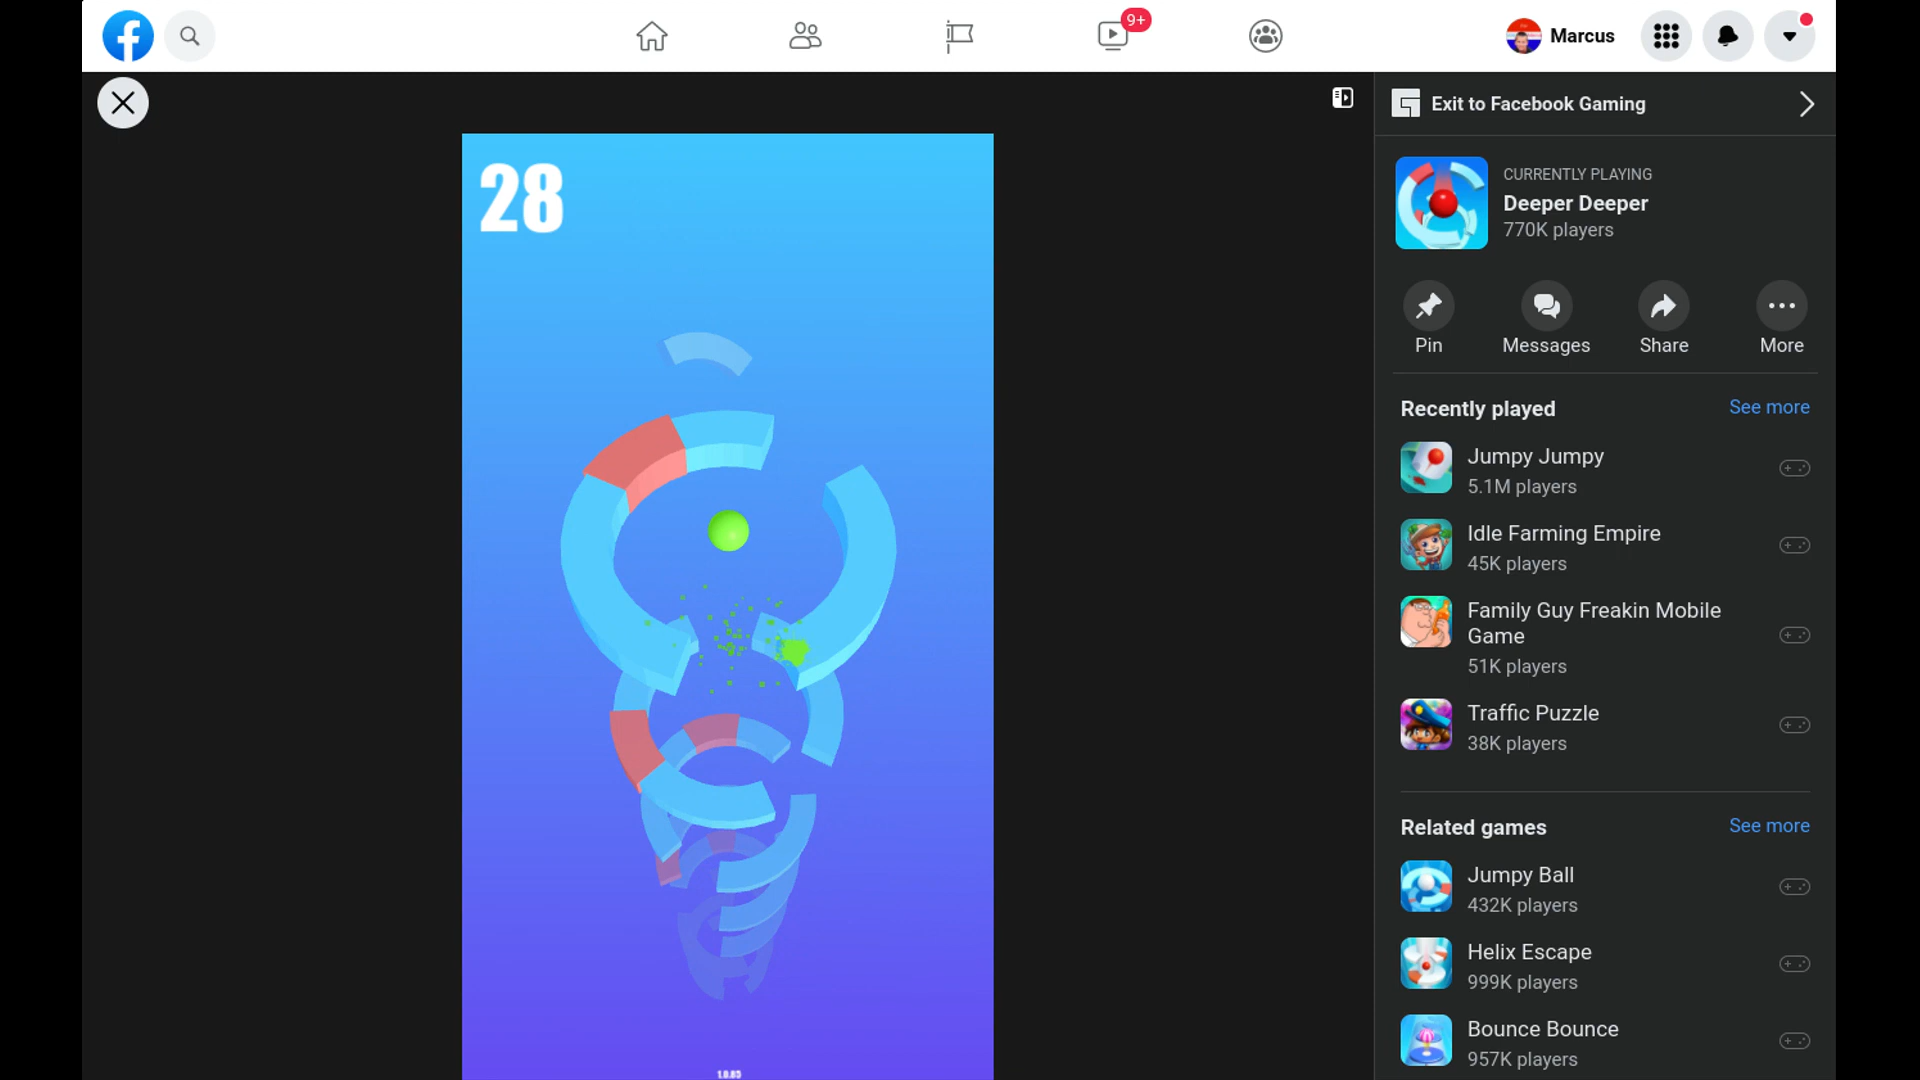 9+
Marcus
Exit to Facebook Gaming
28
CURRENTLY PLAYING
Deeper Deeper
770K players
Pin
Messages
Share
More
Recently played
See more
Jumpy Jumpy
5.1M players
Idle Farming Empire
45K players
Family Guy Freakin Mobile
Game
51K players
Traffic Puzzle
38K players
Related games
See more
Jumpy Ball
432K players
Helix Escape
999K players
Bounce Bounce
957K players
1.0.85